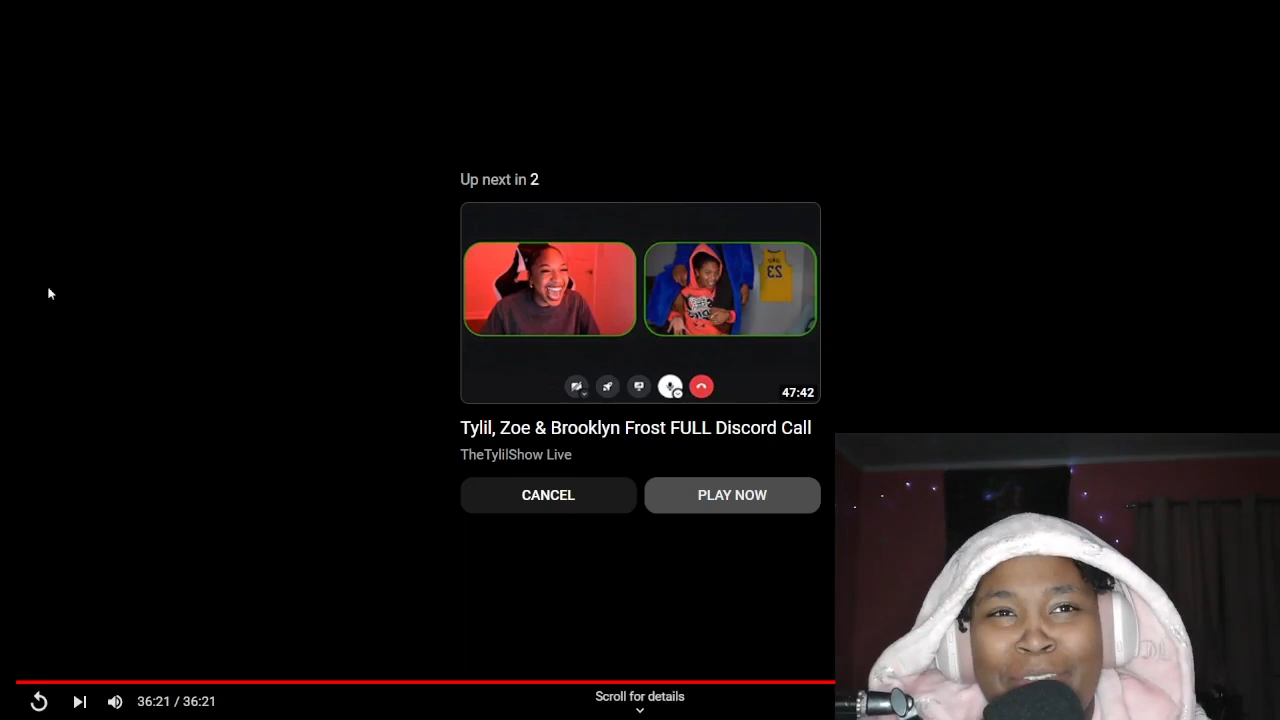 Up next in 2
23
47:42
Tylil, Zoe & Brooklyn Frost FULL Discord Call
TheTylilShow Live
CANCEL
PLAY NOW
36:21 / 36:21
Scroll for details